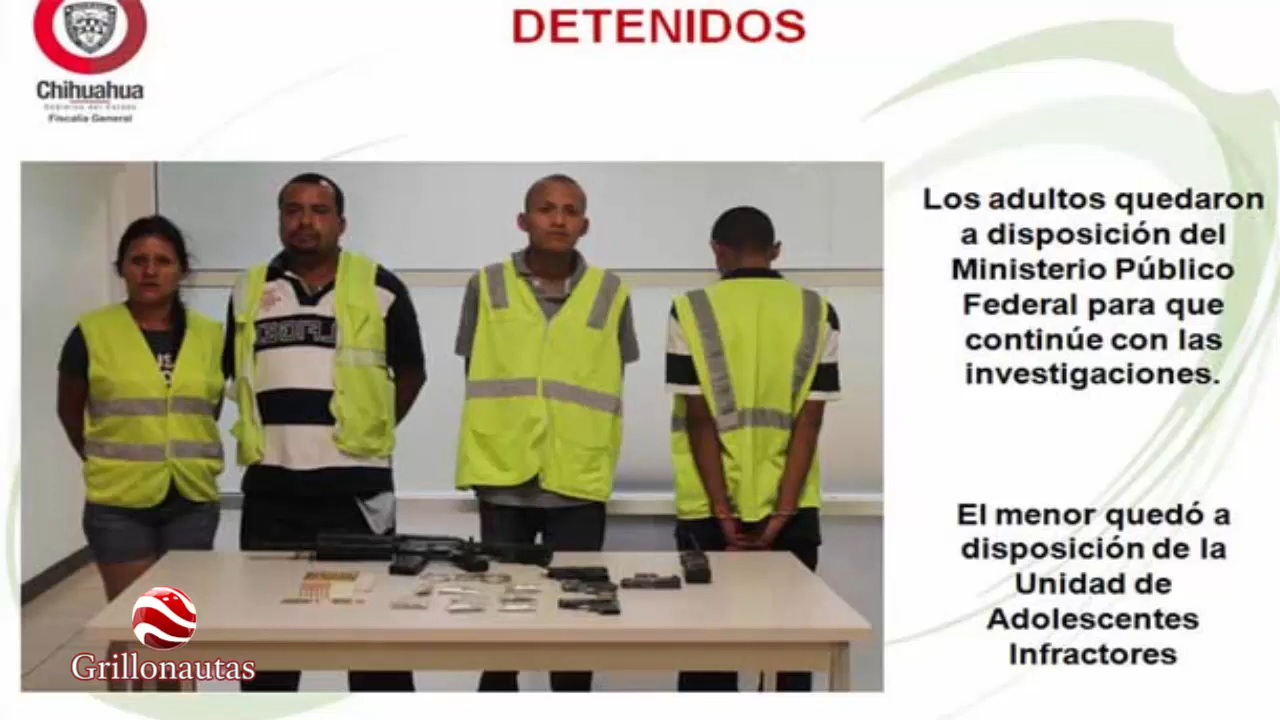 DETENIDOS
Chihuahua
Gobierno del Estado
Fiscalía General
Los adultos quedaron
a disposición del
Ministerio Público
Federal para que
continúe con las
investigaciones.
El menor quedó a
disposición de la
Unidad de
Adolescentes
Infractores
Grillonautas